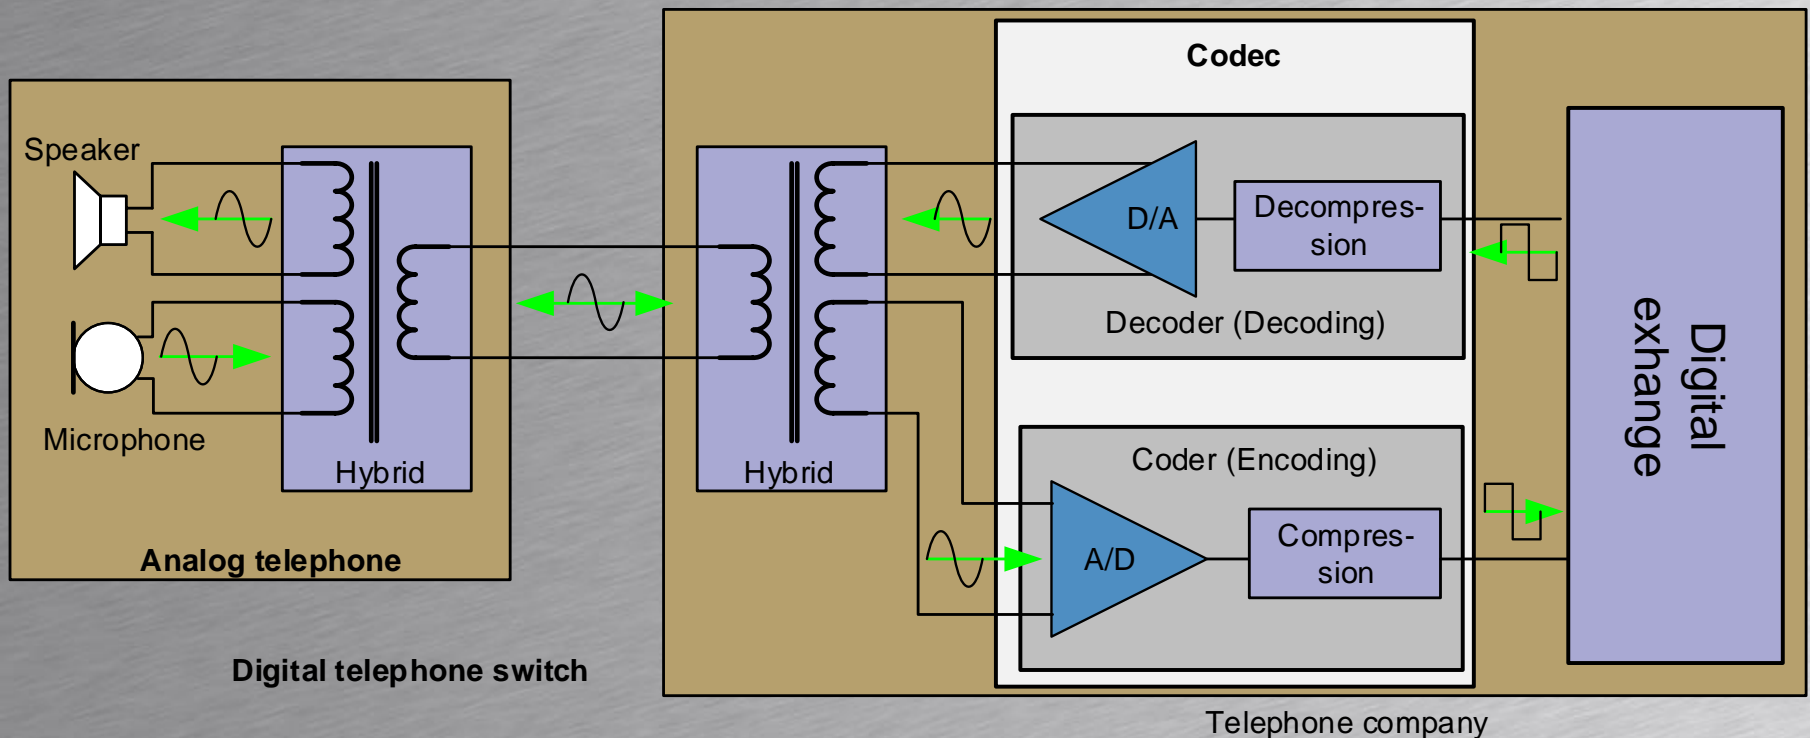 Codec
Speaker
D/A
Decompres-
sion
Decoder (Decoding)
Digital
exhange
Microphone
Hybrid
Hybrid
Coder (Encoding)
A/D
Compres-
sion
Analog telephone
Digital telephone switch
Telephone company